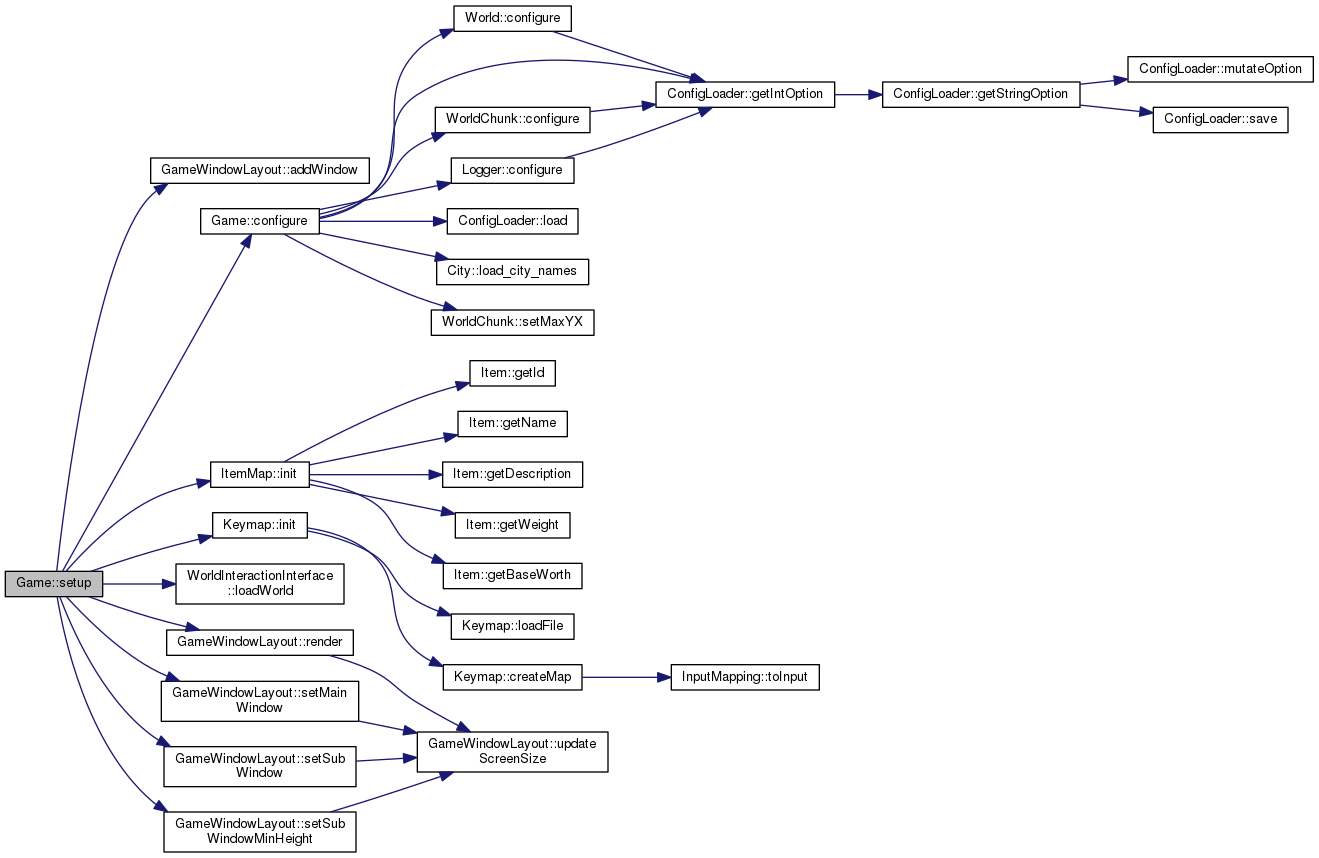 World::configure
ConfigLoader::mutateOption
ConfigLoader::getIntOption
ConfigLoader::getStringOption
WorldChunk::configure
ConfigLoader::save
GameWindowLayout::addWindow
Logger::configure
Game::configure
ConfigLoader::load
City::load_city_names
WorldChunk::setMaxYX
Item::getId
Item::getName
ItemMap::init
Item::getDescription
Keymap::init
Item::getWeight
Game::setup
WorldInteractionInterface
::loadWorld
Item::getBaseWorth
Keymap::loadFile
GameWindowLayout::render
Keymap::createMap
InputMapping::toInput
GameWindowLayout::setMain
Window
GameWindowLayout::update
ScreenSize
GameWindowLayout::setSub
Window
GameWindowLayout::setSub
WindowMinHeight